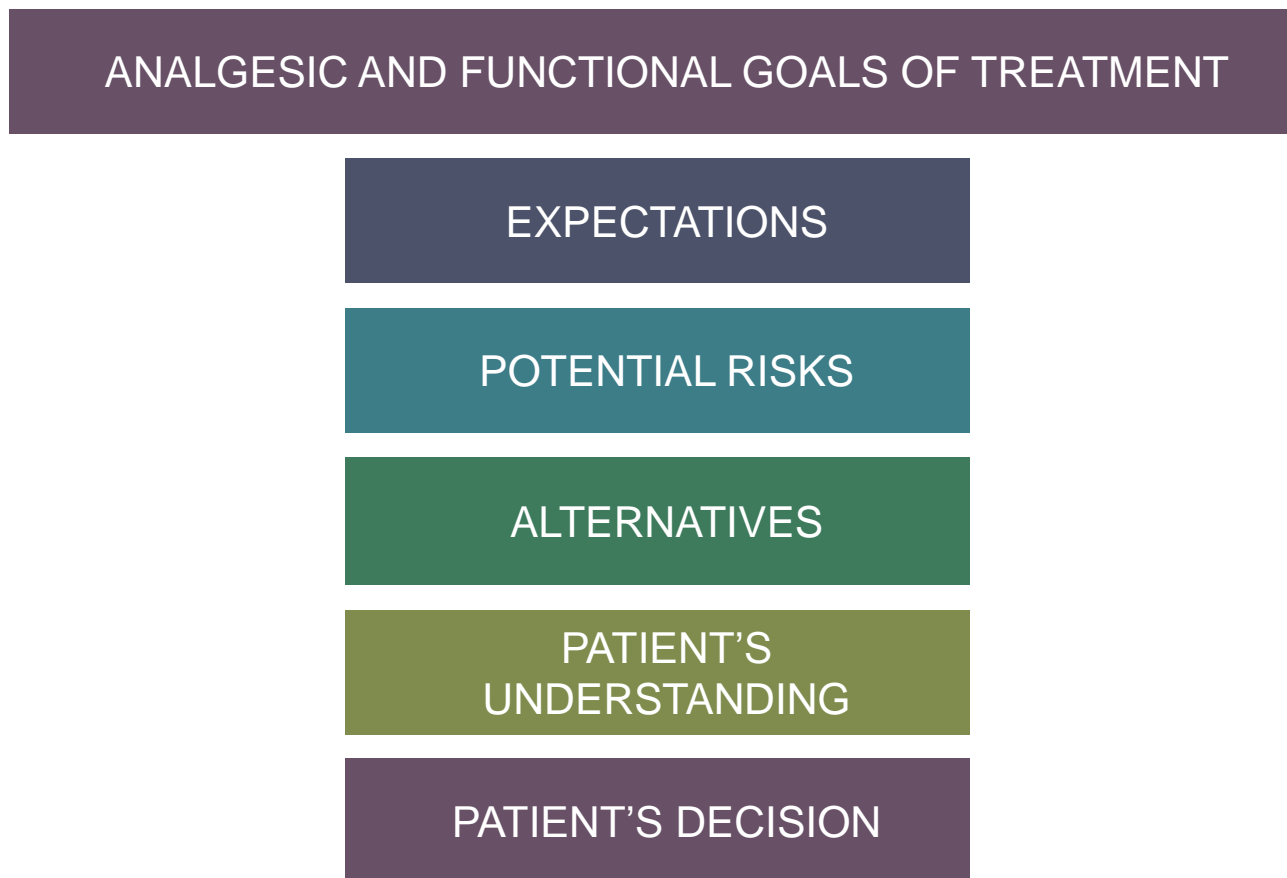 ANALGESIC AND FUNCTIONAL GOALS OF TREATMENT
EXPECTATIONS
POTENTIAL RISKS
ALTERNATIVES
PATIENT’S
UNDERSTANDING
PATIENT’S DECISION